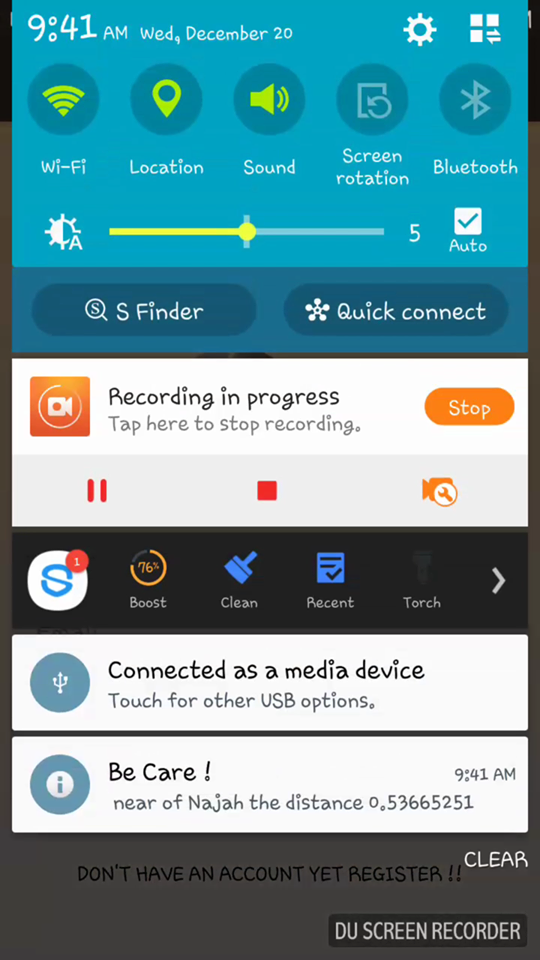 9:41 AM Wed, December 20
Wi-Fi
Location
Sound
Screen
rotation
Bluetooth
A
5
Auto
S Finder
Quick connect
Recording in progress
Tap here to stop recording.
Stop
1
76%
Boost
Clean
Recent
Torch
Connected as a media device
Touch for other USB options.
Be Care !
9:41 AM
near of Najah the distance 0.53665251
CLEAR
DON'T HAVE AN ACCOUNT YET REGISTER !!
DU SCREEN RECORDER